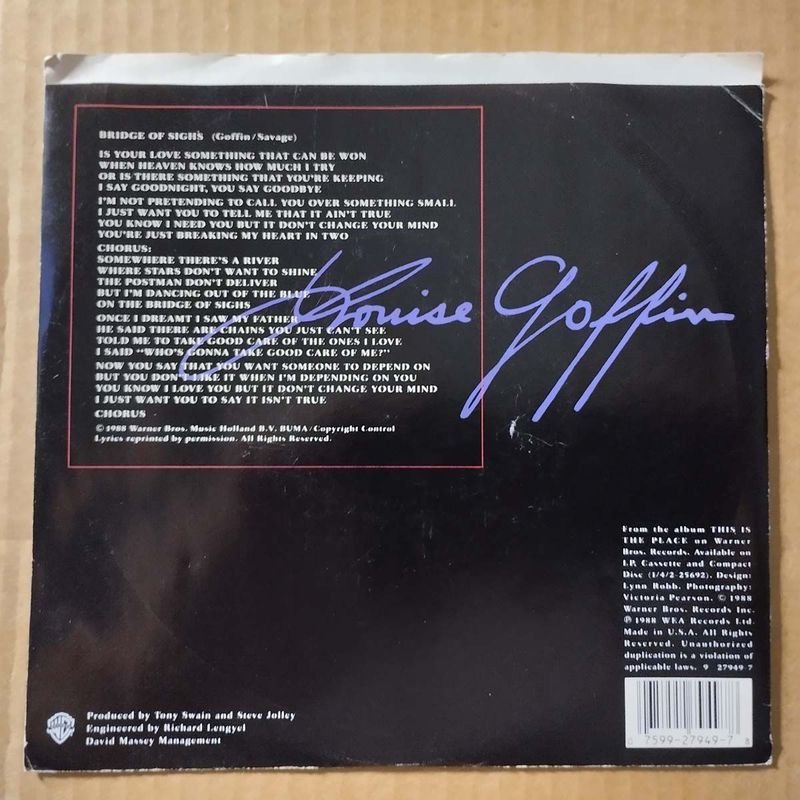 BRIDGE OF SIGHS (Goffin/Savage)
IS YOUR LOVE SOMETHING THAT CAN BE WON
WHEN HEAVEN KNOWS HOW MUCH I TRY
OR IS THERE SOMETHING THAT YOU'RE KEEPING
I SAY GOODNIGHT, YOU SAY GOODBYE
I'M NOT PRETENDING TO CALL YOU OVER SOMETHING SMALL
I JUST WANT YOU TO TELL ME THAT IT AIN'T TRUE
YOU KNOW I NEED YOU BUT IT DON'T CHANGE YOUR MIND
YOU'RE JUST BREAKING MY HEART IN TWO
CHORUS:
SOMEWHERE THERE'S A RIVER
WHERE STARS DON'T WANT TO SHINE
THE POSTMAN DON'T DELIVER
BUT I'M DANCING OUT OF THE BLUE
ON THE BRIDGE OF SIGHS
ONCE I DREAMT I SAW MY FATHER
HE SAID THERE ARE CHAINS YOU JUST CAN'T SEE
TOLD ME TO TAKE GOOD CARE OF THE ONES I LOVE
I SAID "WHO'S GONNA TAKE GOOD CARE OF ME?"
NOW YOU SAY THAT YOU WANT SOMEONE TO DEPEND ON
BUT YOU DON'T LIKE IT WHEN I'M DEPENDING ON YOU
YOU KNOW I LOVE YOU BUT IT DON'T CHANGE YOUR MIND
I JUST WANT YOU TO SAY IT ISN'T TRUE
CHORUS
© 1988 Warner Bros. Music Holland B.V. BUMA/Copyright Control
Lyrics reprinted by permission. All Rights Reserved.
Louise Goffin
From the album THIS IS
THE PLACE on Warner
Bros. Records. Available on
LP, Cassette and Compact
Disc (1/4/2-25692). Design:
Lynn Robb. Photography:
Victoria Pearson. © 1988
Warner Bros. Records Inc.
℗ 1988 WEA Records Ltd.
Made in U.S.A. All Rights
Reserved. Unauthorized
duplication is a violation of
applicable laws. 9 27949-7
Produced by Tony Swain and Steve Jolley
Engineered by Richard Lengyel
David Massey Management
0 7599-27949-7 8